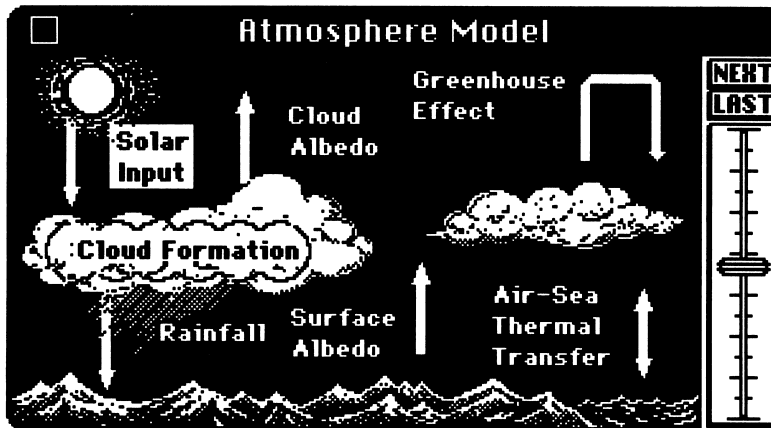 Atmosphere Model
NEXT
LAST
Solar
Input
Cloud
Albedo
Greenhouse
Effect
Cloud Formation
Rainfall
Surface
Albedo
Air-Sea
Thermal
Transfer